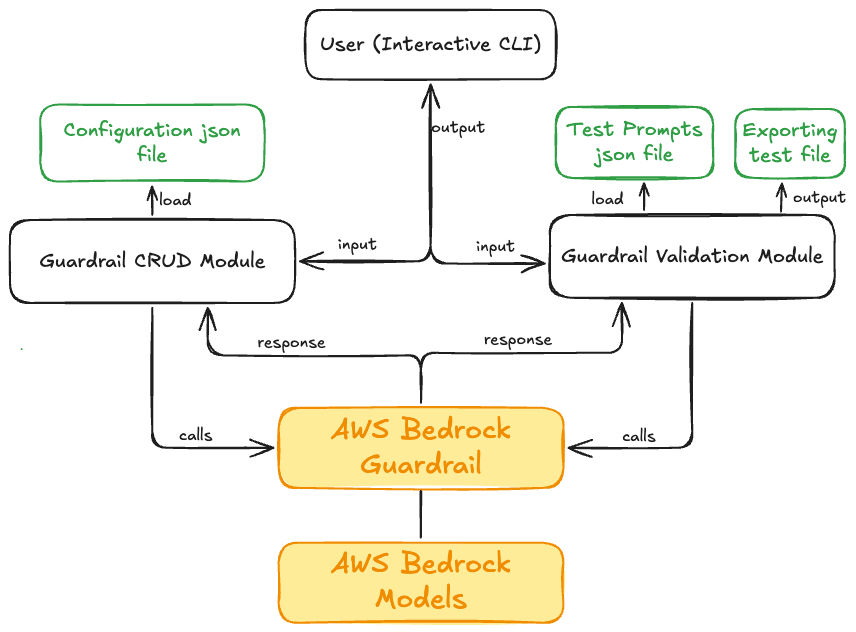 User (Interactive CLI)
output
Configuration json
file
Test Prompts
json file
Exporting
test file
load
load
output
Guardrail CRUD Module
input
input
Guardrail Validation Module
response
response
calls
calls
AWS Bedrock
Guardrail
AWS Bedrock
Models